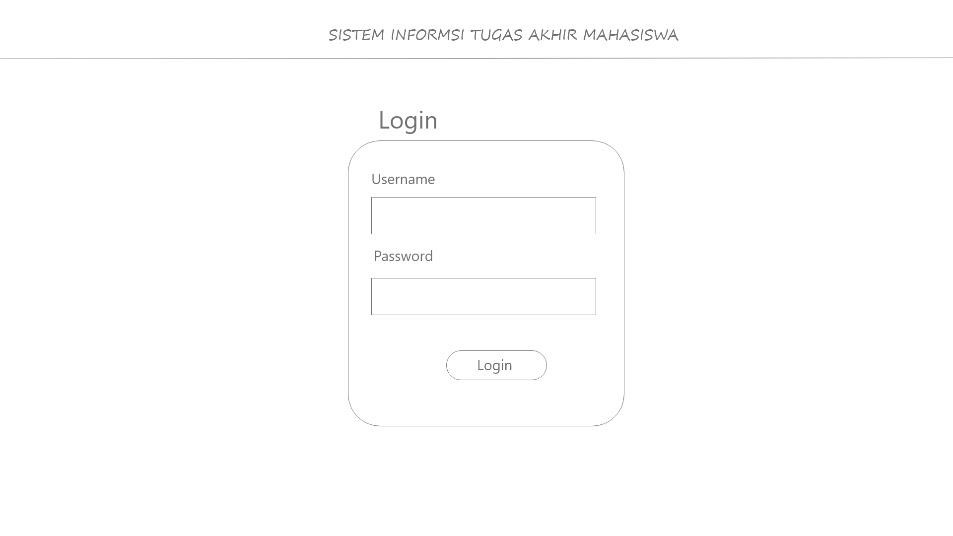 SISTEM INFORMSI TUGAS AKHIR MAHASISWA
Login
Username
Password
Login